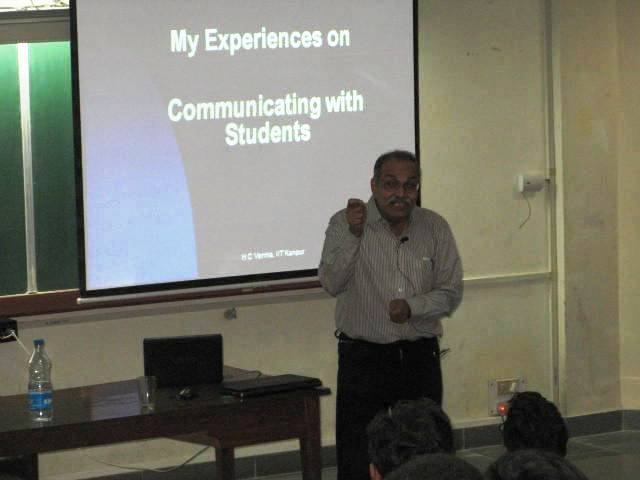 My Experiences on
Communicating with
Students
H C Verma, IIT Kanpur